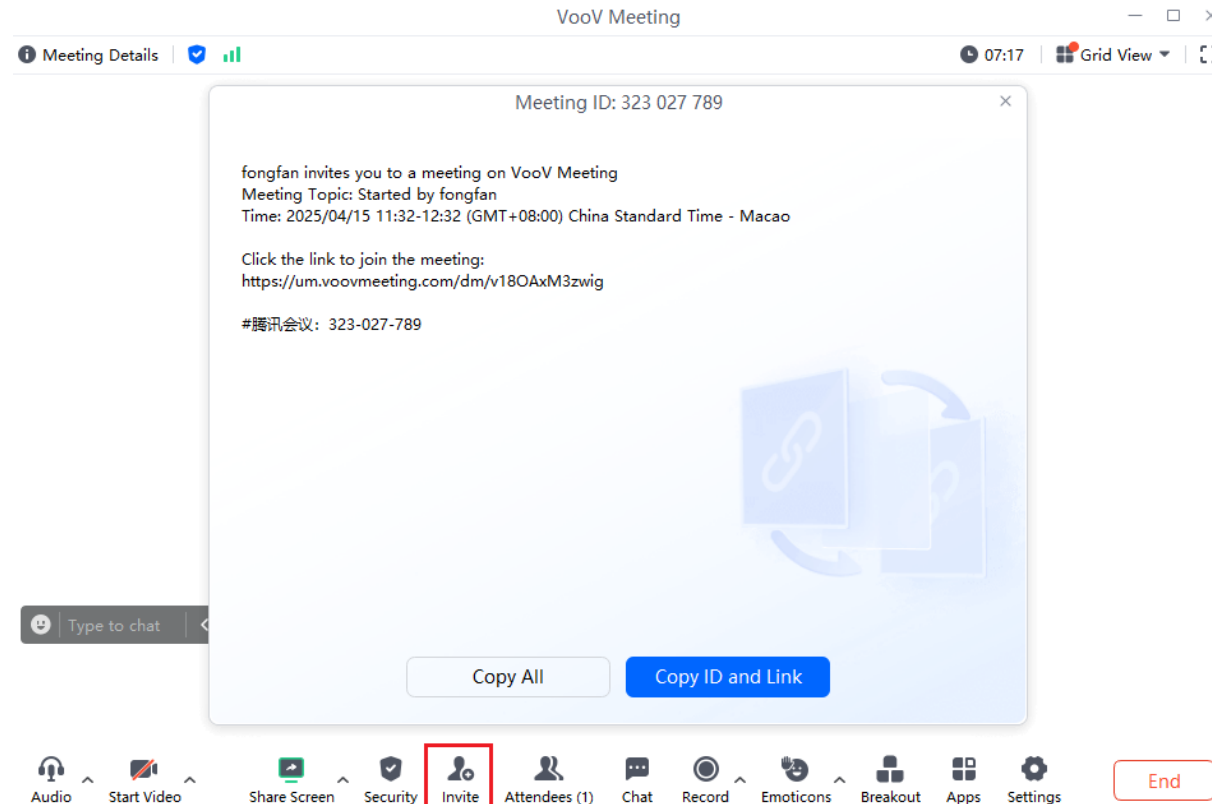 VooV Meeting
Meeting Details
07:17
Grid View
Meeting ID: 323 027 789
fongfan invites you to a meeting on VooV Meeting
Meeting Topic: Started by fongfan
Time: 2025/04/15 11:32-12:32 (GMT+08:00) China Standard Time - Macao
Click the link to join the meeting:
https://um.voovmeeting.com/dm/v18OAxM3zwig
#腾讯会议：323-027-789
Type to chat
Copy All
Copy ID and Link
Audio
Start Video
Share Screen
Security
Invite
Attendees (1)
Chat
Record
Emoticons
Breakout
Apps
Settings
End